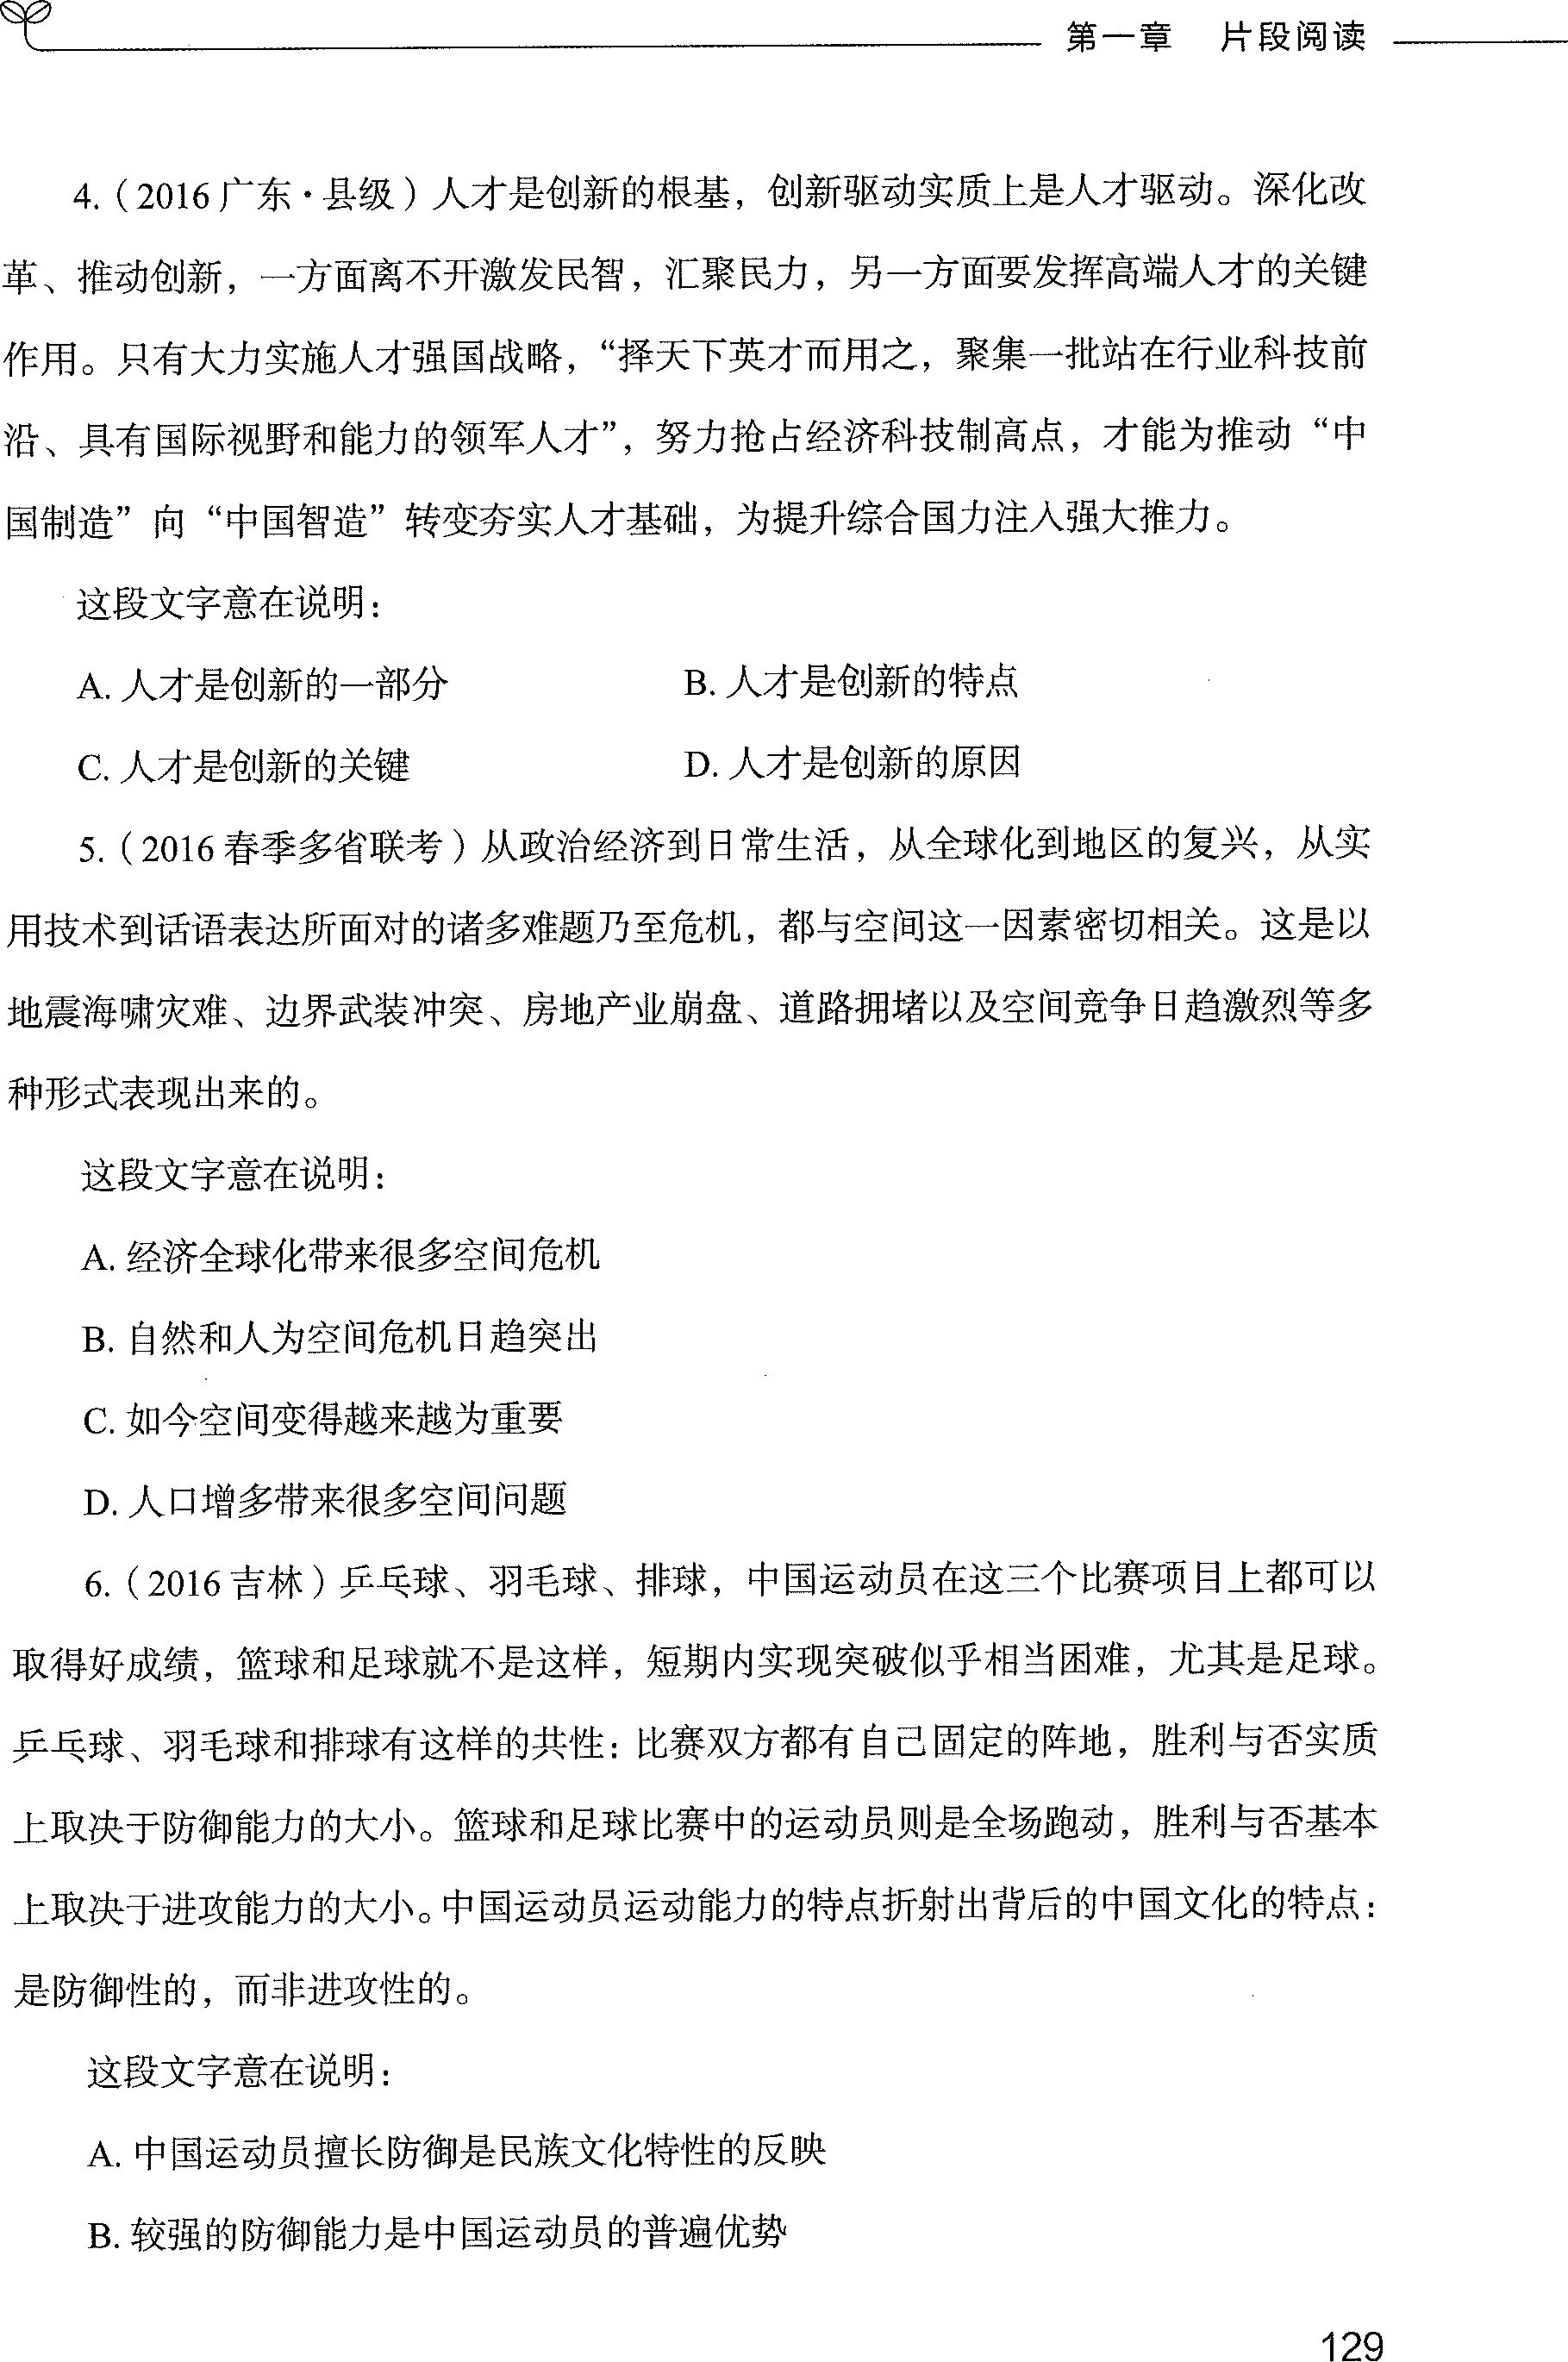 第一章 片段阅读
4.（2016广东·县级）人才是创新的根基，创新驱动实质上是人才驱动。深化改
革、推动创新，一方面离不开激发民智，汇聚民力，另一方面要发挥高端人才的关键
作用。只有大力实施人才强国战略，“择天下英才而用之，聚集一批站在行业科技前
沿、具有国际视野和能力的领军人才”，努力抢占经济科技制高点，才能为推动“中
国制造”向“中国智造”转变夯实人才基础，为提升综合国力注入强大推力。
这段文字意在说明：
A. 人才是创新的一部分 B. 人才是创新的特点
C. 人才是创新的关键 D. 人才是创新的原因
5.（2016春季多省联考）从政治经济到日常生活，从全球化到地区的复兴，从实
用技术到话语表达所面对的诸多难题乃至危机，都与空间这一因素密切相关。这是以
地震海啸灾难、边界武装冲突、房地产业崩盘、道路拥堵以及空间竞争日趋激烈等多
种形式表现出来的。
这段文字意在说明：
A. 经济全球化带来很多空间危机
B. 自然和人为空间危机日趋突出
C. 如今空间变得越来越为重要
D. 人口增多带来很多空间问题
6.（2016吉林）乒乓球、羽毛球、排球，中国运动员在这三个比赛项目上都可以
取得好成绩，篮球和足球就不是这样，短期内实现突破似乎相当困难，尤其是足球。
乒乓球、羽毛球和排球有这样的共性：比赛双方都有自己固定的阵地，胜利与否实质
上取决于防御能力的大小。篮球和足球比赛中的运动员则是全场跑动，胜利与否基本
上取决于进攻能力的大小。中国运动员运动能力的特点折射出背后的中国文化的特点：
是防御性的，而非进攻性的。
这段文字意在说明：
A. 中国运动员擅长防御是民族文化特性的反映
B. 较强的防御能力是中国运动员的普遍优势
129